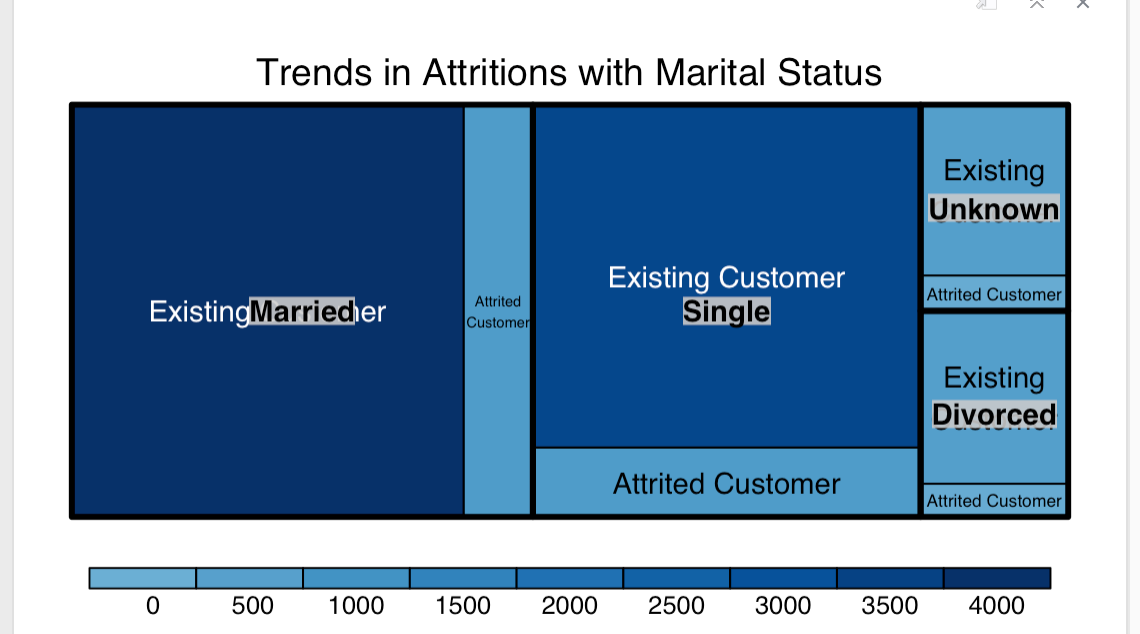 Trends in Attritions with Marital Status
Existing
Married
er
Attrited
Customer
Existing Customer
Single
Attrited Customer
Existing
Unknown
Attrited Customer
Existing
Divorced
Attrited Customer
0 500 1000 1500 2000 2500 3000 3500 4000